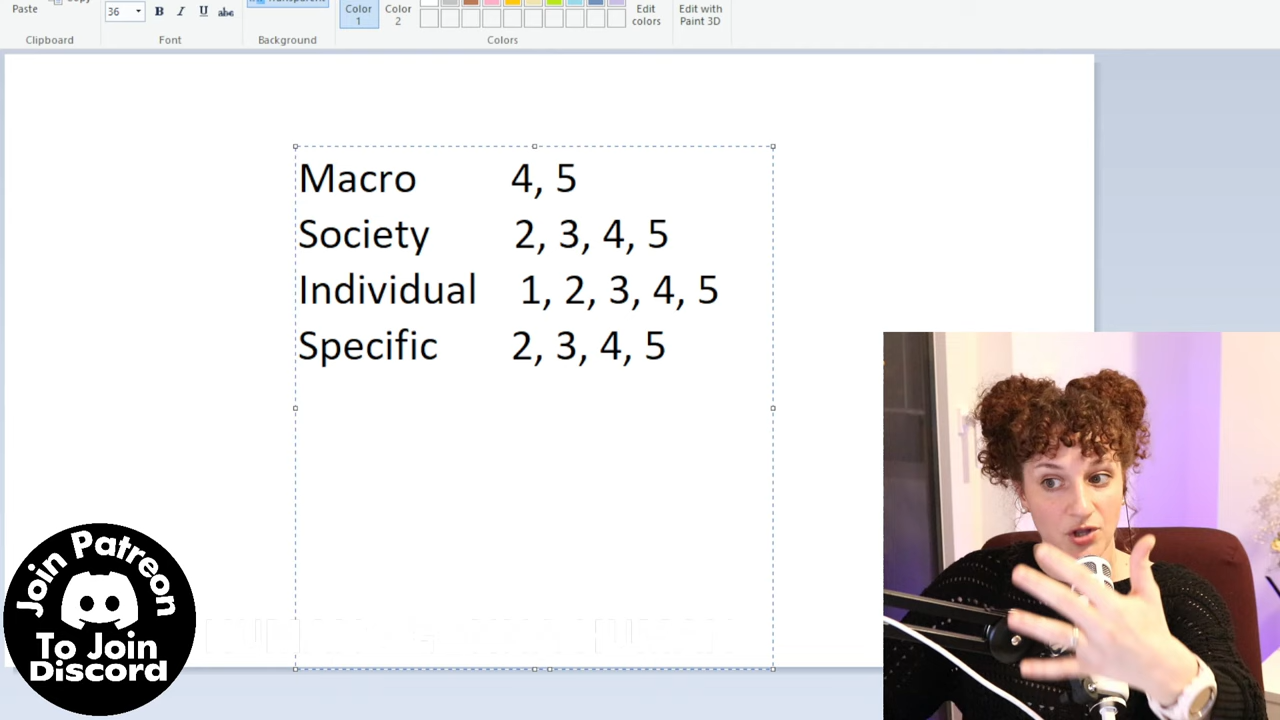 Paste
36
B
I
U
abc
Color
1
Color
2
Edit
colors
Edit with
Paint 3D
Clipboard
Font
Background
Colors
Macro 4, 5
Society 2, 3, 4, 5
Individual 1, 2, 3, 4, 5
Specific 2, 3, 4, 5
Join Patreon
To Join
Discord